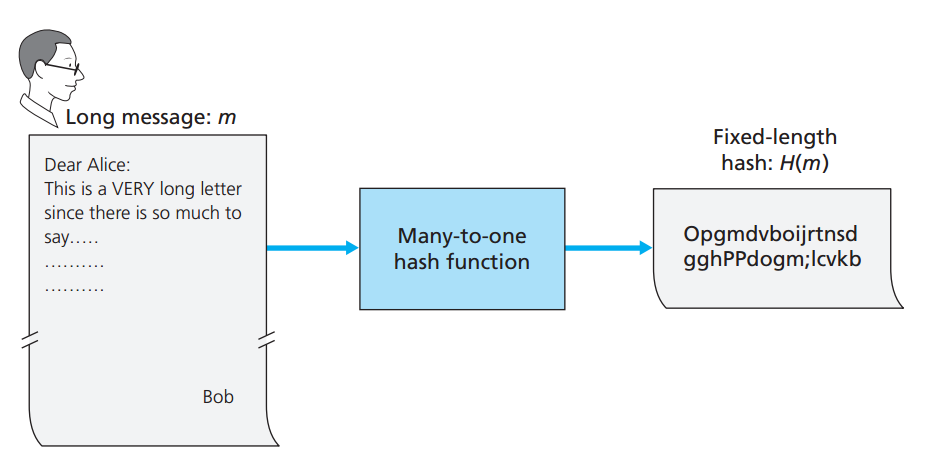 Long message: m
Dear Alice:
This is a VERY long letter
since there is so much to
say.....
..........
..........
Bob
Many-to-one
hash function
Fixed-length
hash: H(m)
Opgmdvboijrtnsd
gghPPdogm;lcvkb